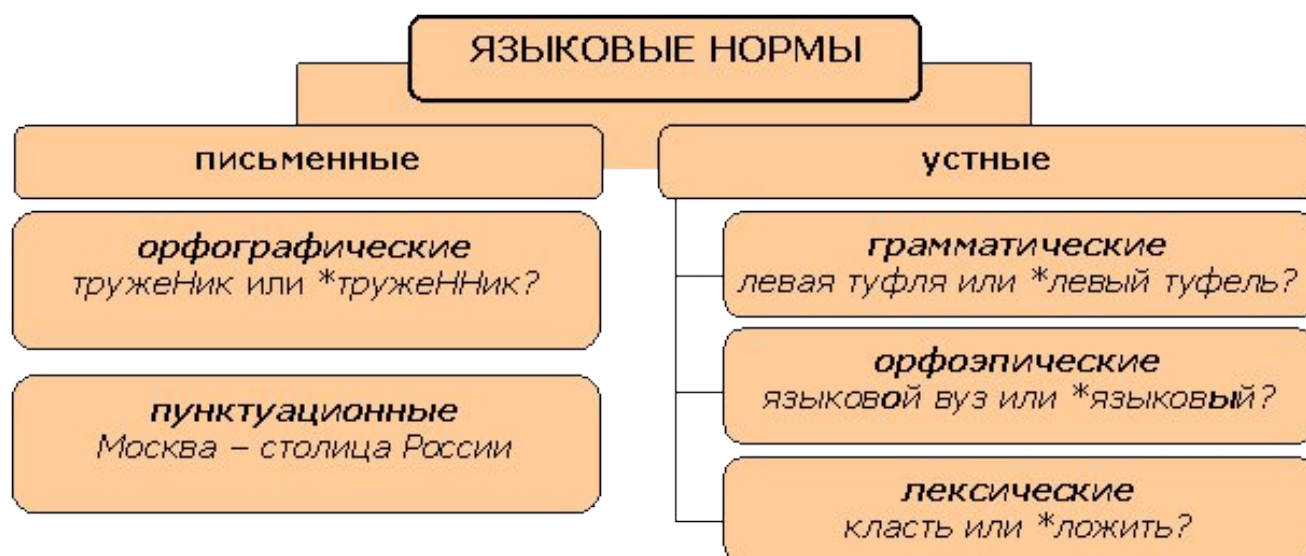 ЯЗЫКОВЫЕ НОРМЫ
письменные
орфографические
тружеНик или *тружеННик?
пунктуационные
Москва – столица России
устные
грамматические
левая туфля или *левый туфель?
орфоэпические
языковой вуз или *языковый?
лексические
класть или *ложить?